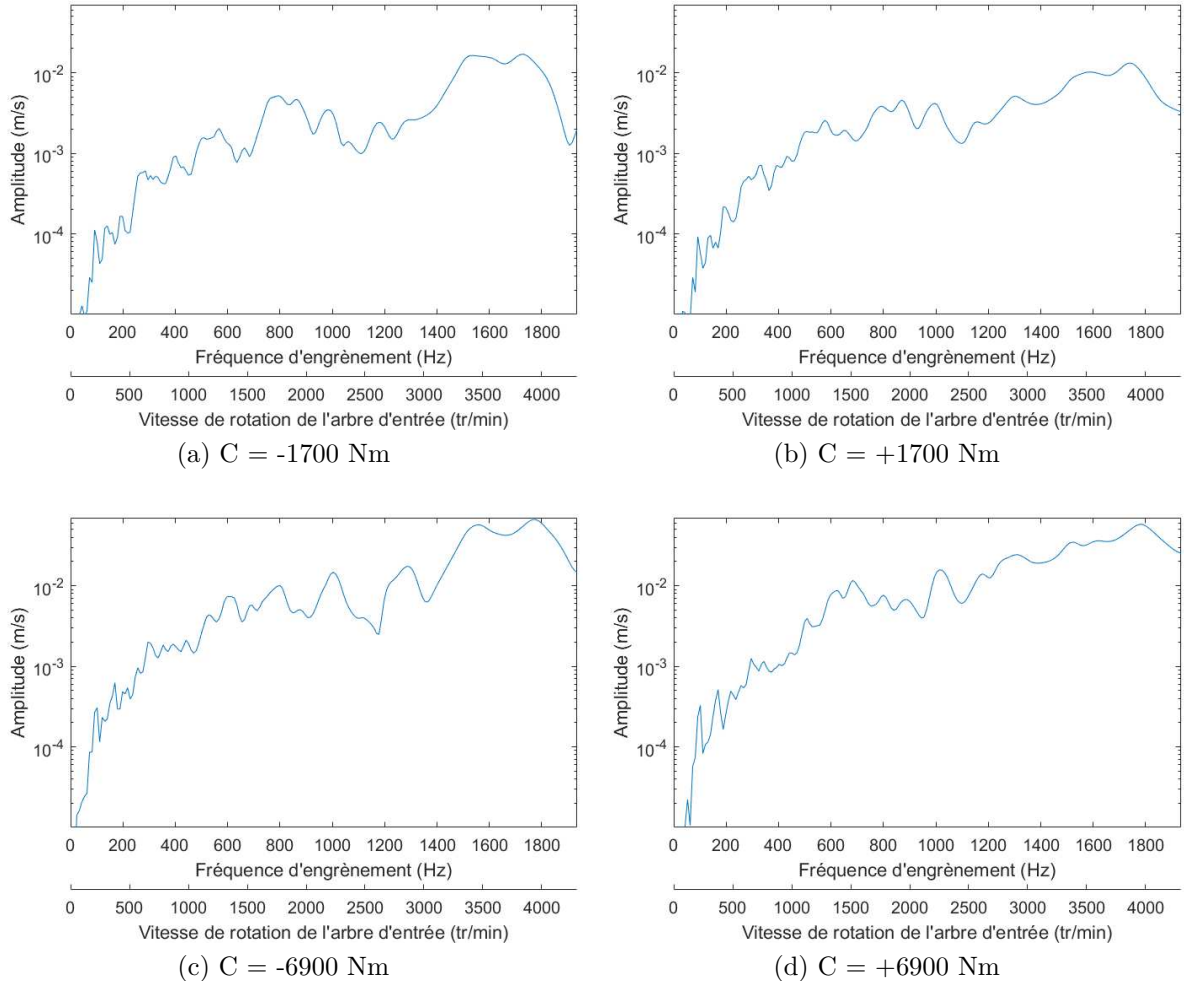 10^-2
10^-3
10^-4
Amplitude (m/s)
0 200 400 600 800 1000 1200 1400 1600 1800
Fréquence d'engrènement (Hz)
0 500 1000 1500 2000 2500 3000 3500 4000
Vitesse de rotation de l'arbre d'entrée (tr/min)
(a) C = -1700 Nm
10^-2
10^-3
10^-4
Amplitude (m/s)
0 200 400 600 800 1000 1200 1400 1600 1800
Fréquence d'engrènement (Hz)
0 500 1000 1500 2000 2500 3000 3500 4000
Vitesse de rotation de l'arbre d'entrée (tr/min)
(b) C = +1700 Nm
10^-2
10^-3
10^-4
Amplitude (m/s)
0 200 400 600 800 1000 1200 1400 1600 1800
Fréquence d'engrènement (Hz)
0 500 1000 1500 2000 2500 3000 3500 4000
Vitesse de rotation de l'arbre d'entrée (tr/min)
(c) C = -6900 Nm
10^-2
10^-3
10^-4
Amplitude (m/s)
0 200 400 600 800 1000 1200 1400 1600 1800
Fréquence d'engrènement (Hz)
0 500 1000 1500 2000 2500 3000 3500 4000
Vitesse de rotation de l'arbre d'entrée (tr/min)
(d) C = +6900 Nm